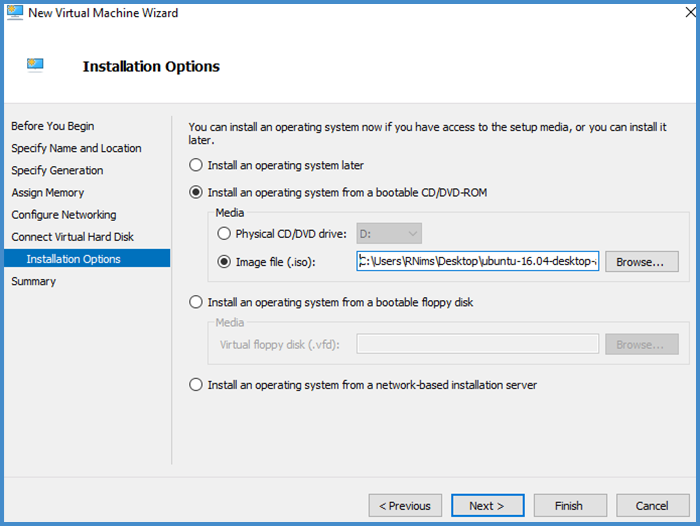 New Virtual Machine Wizard
Installation Options
Before You Begin
Specify Name and Location
Specify Generation
Assign Memory
Configure Networking
Connect Virtual Hard Disk
Installation Options
Summary
You can install an operating system now if you have access to the setup media, or you can install it
later.
Install an operating system later
Install an operating system from a bootable CD/DVD-ROM
Media
Physical CD/DVD drive: D:
Image file (.iso): C:\Users\RNims\Desktop\ubuntu-16.04-desktop- Browse...
Install an operating system from a bootable floppy disk
Media
Virtual floppy disk (.vfd): Browse...
Install an operating system from a network-based installation server
< Previous Next > Finish Cancel